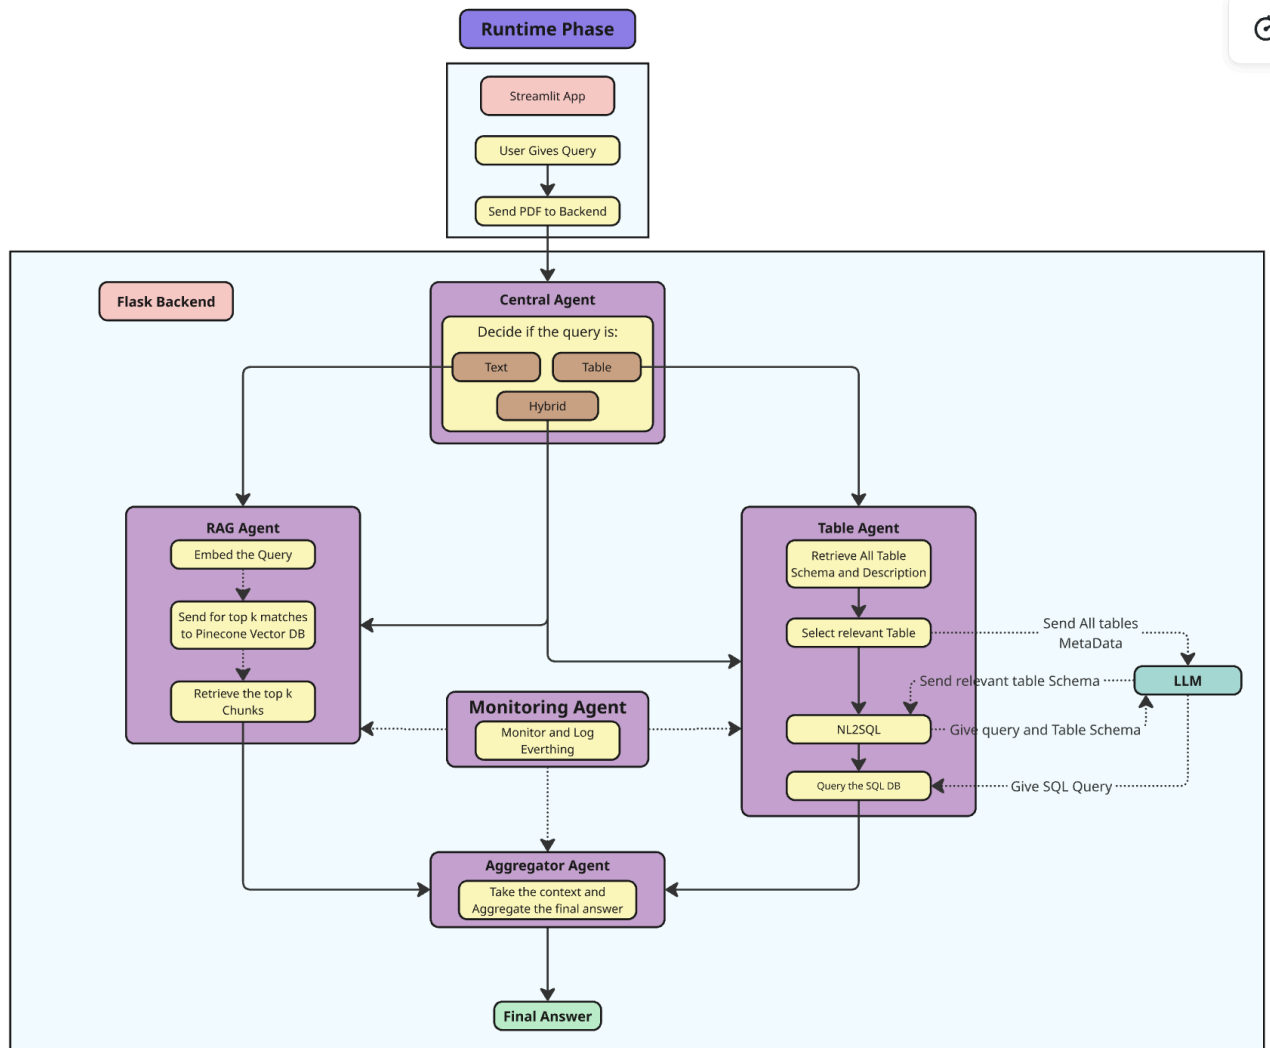 Runtime Phase
Streamlit App
User Gives Query
Send PDF to Backend
Flask Backend
Central Agent
Decide if the query is:
Text
Table
Hybrid
RAG Agent
Embed the Query
Send for top k matches
to Pinecone Vector DB
Retrieve the top k
Chunks
Table Agent
Retrieve All Table
Schema and Description
Select relevant Table
Send All tables
MetaData
LLM
Send relevant table Schema
NL2SQL
Give query and Table Schema
Query the SQL DB
Give SQL Query
Monitoring Agent
Monitor and Log
Everthing
Aggregator Agent
Take the context and
Aggregate the final answer
Final Answer